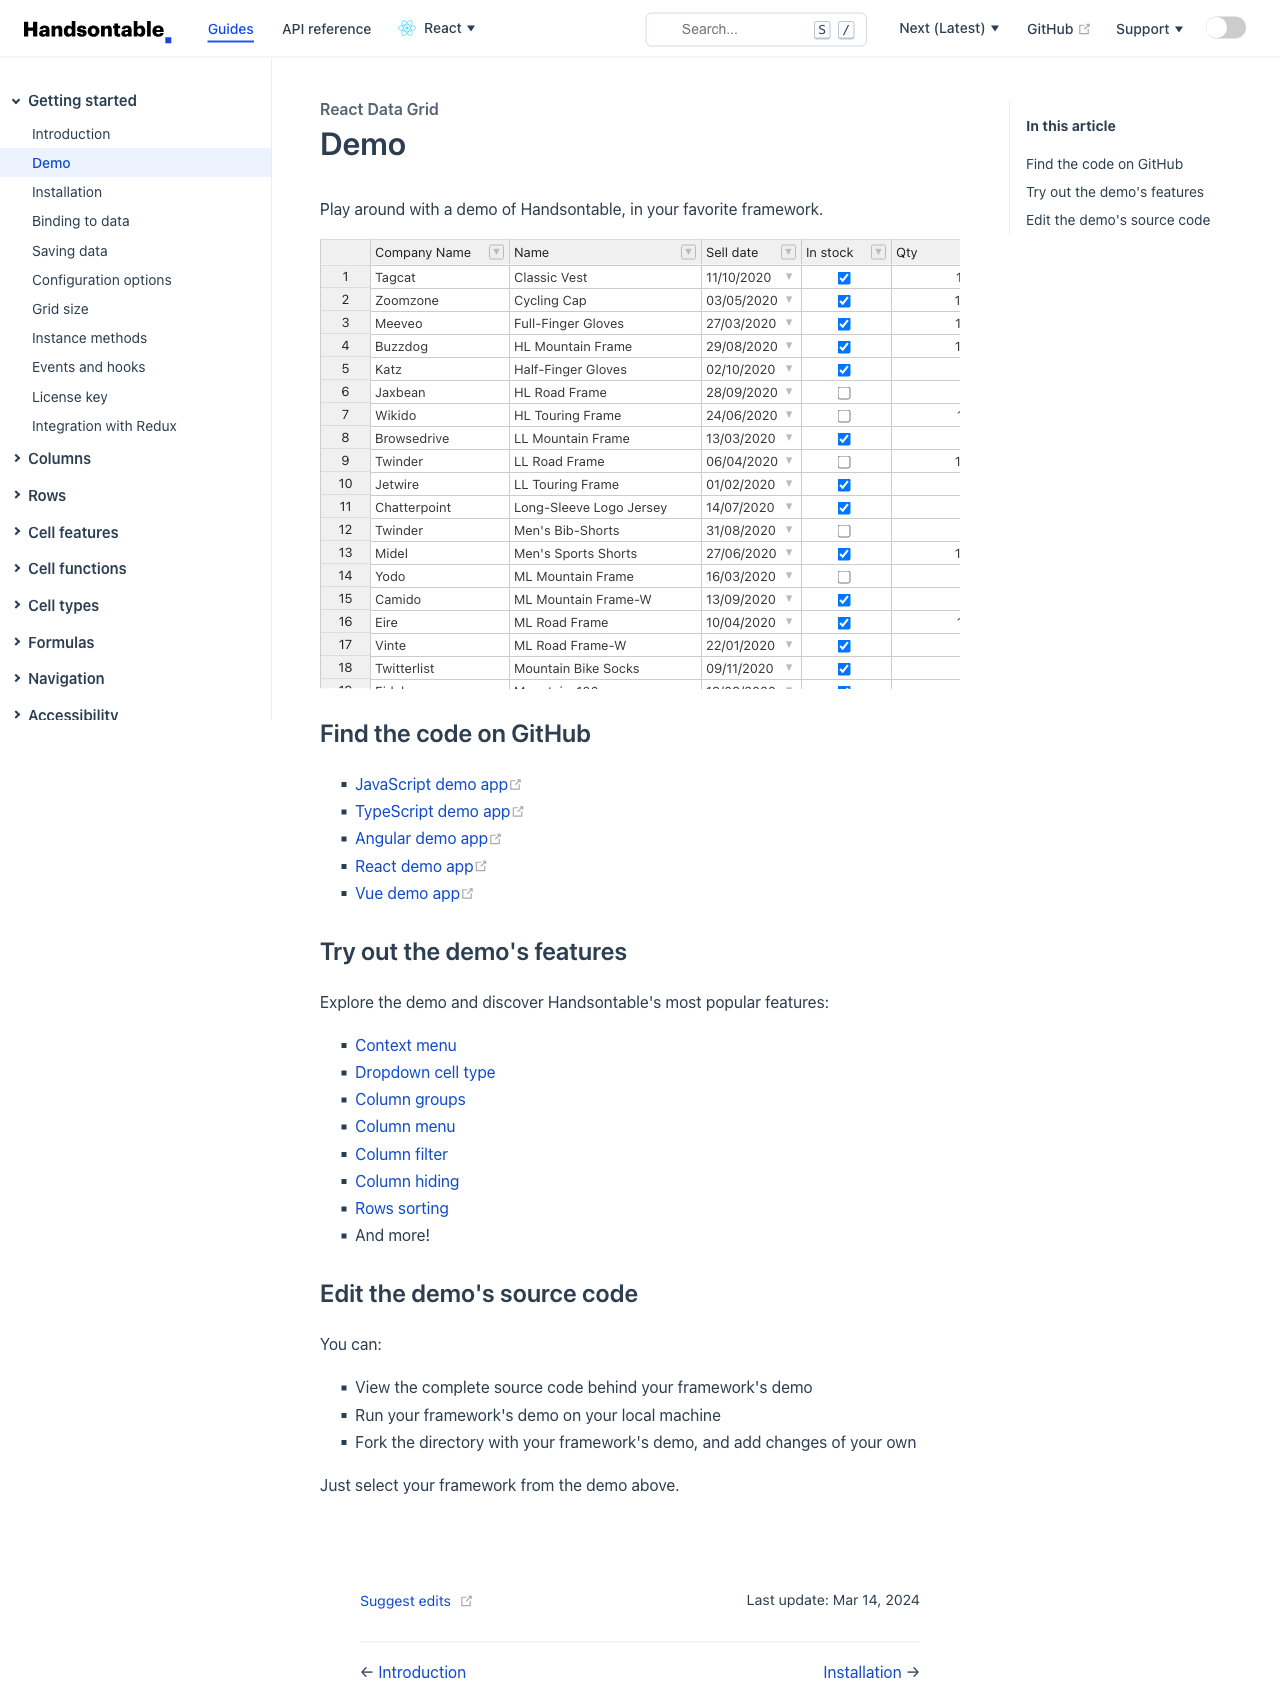 Handsontable
Guides
API reference
React
Search...
S
/
Next (Latest)
GitHub
Support
Getting started
Introduction
Demo
Installation
Binding to data
Saving data
Configuration options
Grid size
Instance methods
Events and hooks
License key
Integration with Redux
Columns
Rows
Cell features
Cell functions
Cell types
Formulas
Navigation
Accessibility
React Data Grid
Demo
Play around with a demo of Handsontable, in your favorite framework.
Company Name Name Sell date In stock Qty
1 Tagcat Classic Vest 11/10/2020
2 Zoomzone Cycling Cap 03/05/2020
3 Meeveo Full-Finger Gloves 27/03/2020
4 Buzzdog HL Mountain Frame 29/08/2020
5 Katz Half-Finger Gloves 02/10/2020
6 Jaxbean HL Road Frame 28/09/2020
7 Wikido HL Touring Frame 24/06/2020
8 Browsedrive LL Mountain Frame 13/03/2020
9 Twinder LL Road Frame 06/04/2020
10 Jetwire LL Touring Frame 01/02/2020
11 Chatterpoint Long-Sleeve Logo Jersey 14/07/2020
12 Twinder Men's Bib-Shorts 31/08/2020
13 Midel Men's Sports Shorts 27/06/2020
14 Yodo ML Mountain Frame 16/03/2020
15 Camido ML Mountain Frame-W 13/09/2020
16 Eire ML Road Frame 10/04/2020
17 Vinte ML Road Frame-W 22/01/2020
18 Twitterlist Mountain Bike Socks 09/11/2020
Find the code on GitHub
JavaScript demo app
TypeScript demo app
Angular demo app
React demo app
Vue demo app
Try out the demo's features
Explore the demo and discover Handsontable's most popular features:
Context menu
Dropdown cell type
Column groups
Column menu
Column filter
Column hiding
Rows sorting
And more!
Edit the demo's source code
You can:
View the complete source code behind your framework's demo
Run your framework's demo on your local machine
Fork the directory with your framework's demo, and add changes of your own
Just select your framework from the demo above.
Suggest edits
Last update: Mar 14, 2024
← Introduction
Installation →
In this article
Find the code on GitHub
Try out the demo's features
Edit the demo's source code